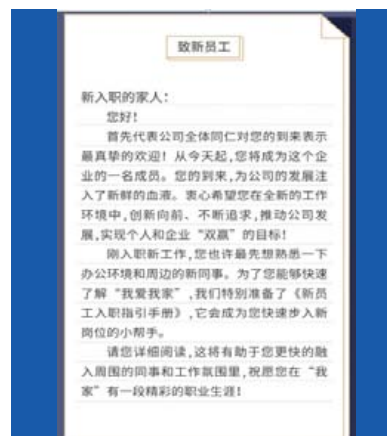 致新员工
新入职的家人：
您好！
首先代表公司全体同仁对您的到来表示
最真挚的欢迎！从今天起，您将成为这个企
业的一名成员。您的到来，为公司的发展注
入了新鲜的血液。衷心希望您在全新的工作
环境中，创新向前、不断追求，推动公司发
展，实现个人和企业“双赢”的目标！
刚入职新工作，您也许最先想熟悉一下
办公环境和周边的新同事。为了您能够快速
了解“我爱我家”，我们特别准备了《新员
工入职指引手册》，它会成为您快速步入新
岗位的小帮手。
请您详细阅读，这将有助于您更快的融
入周围的同事和工作氛围里，祝愿您在“我
家”有一段精彩的职业生涯！